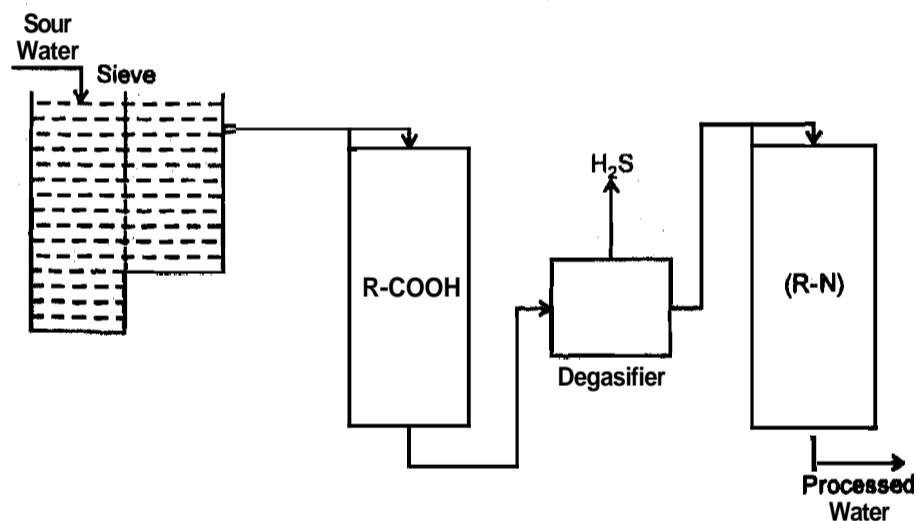 Sour
Water
Sieve
H₂S
R-COOH
(R-N)
Degasifier
Processed
Water